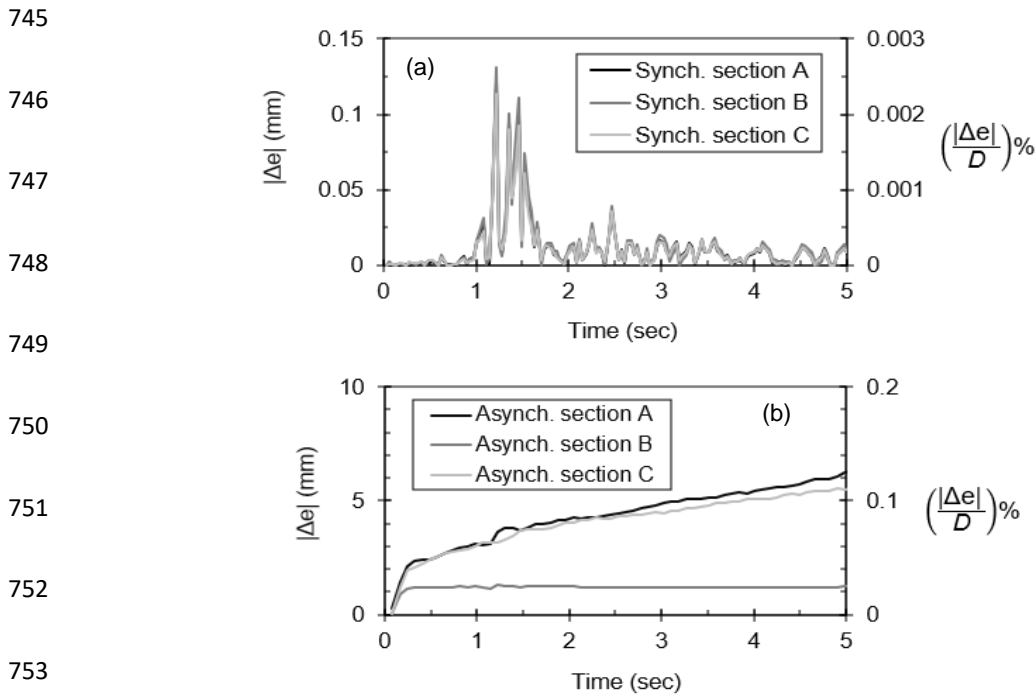 745
746
747
748
749
750
751
752
753
0.15
0.1
0.05
0
|Δe| (mm)
(a)
Synch. section A
Synch. section B
Synch. section C
0.003
0.002
0.001
0
(|Δe|/D)%
0 1 2 3 4 5
Time (sec)
10
5
0
|Δe| (mm)
Asynch. section A
Asynch. section B
Asynch. section C
(b)
0.2
0.1
0
(|Δe|/D)%
0 1 2 3 4 5
Time (sec)